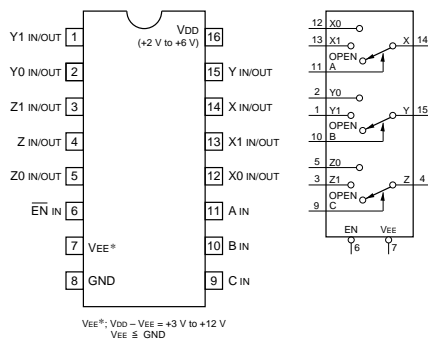 Y1 IN/OUT 1
Y0 IN/OUT 2
Z1 IN/OUT 3
Z IN/OUT 4
Z0 IN/OUT 5
EN IN 6
7 VEE*
8 GND
VDD 16
(+2 V to +6 V)
15 Y IN/OUT
14 X IN/OUT
13 X1 IN/OUT
12 X0 IN/OUT
11 A IN
10 B IN
9 C IN
VEE*; VDD – VEE = +3 V to +12 V
VEE ≦ GND
12 X0
13 X1 X 14
OPEN
11 A
2 Y0
1 Y1 Y 15
OPEN
10 B
5 Z0
3 Z1 Z 4
OPEN
9 C
EN VEE
6 7